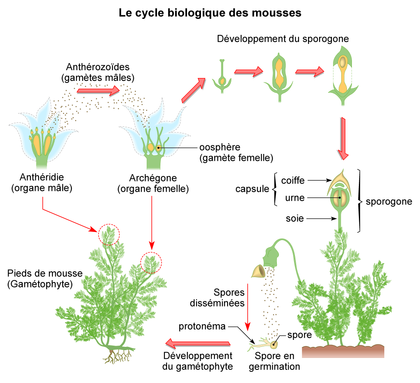 Le cycle biologique des mousses
Développement du sporogone
Anthérozoïdes
(gamètes mâles)
oosphère
(gamète femelle)
Anthéridie
(organe mâle)
Archégone
(organe femelle)
coiffe
capsule
urne
sporogone
soie
Pieds de mousse
(Gamétophyte)
Spores
disséminées
protonéma
spore
Développement
du gamétophyte
Spore en
germination